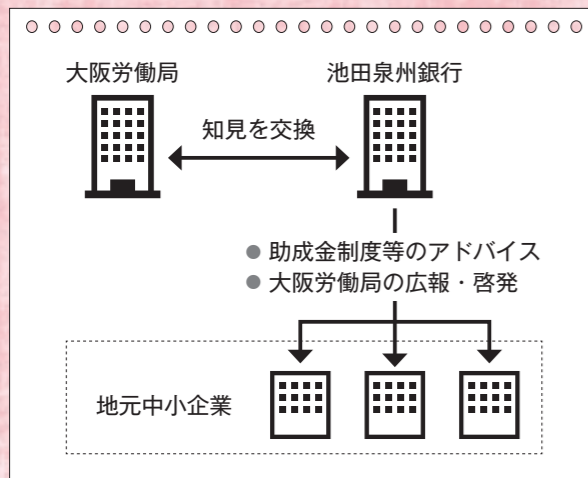 大阪労働局
池田泉州銀行
知見を交換
● 助成金制度等のアドバイス
● 大阪労働局の広報・啓発
地元中小企業